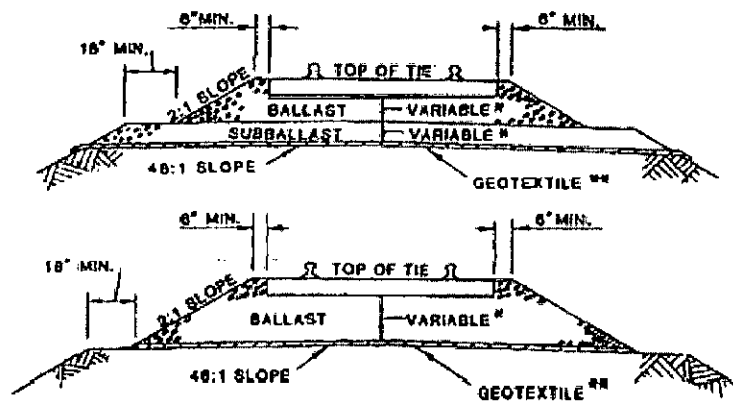 6" MIN.
6" MIN.
18" MIN.
TOP OF TIE
2:1 SLOPE
BALLAST
VARIABLE*
SUBBALLAST
VARIABLE*
48:1 SLOPE
GEOTEXTILE**
6" MIN.
6" MIN.
18" MIN.
TOP OF TIE
2:1 SLOPE
BALLAST
VARIABLE*
48:1 SLOPE
GEOTEXTILE**